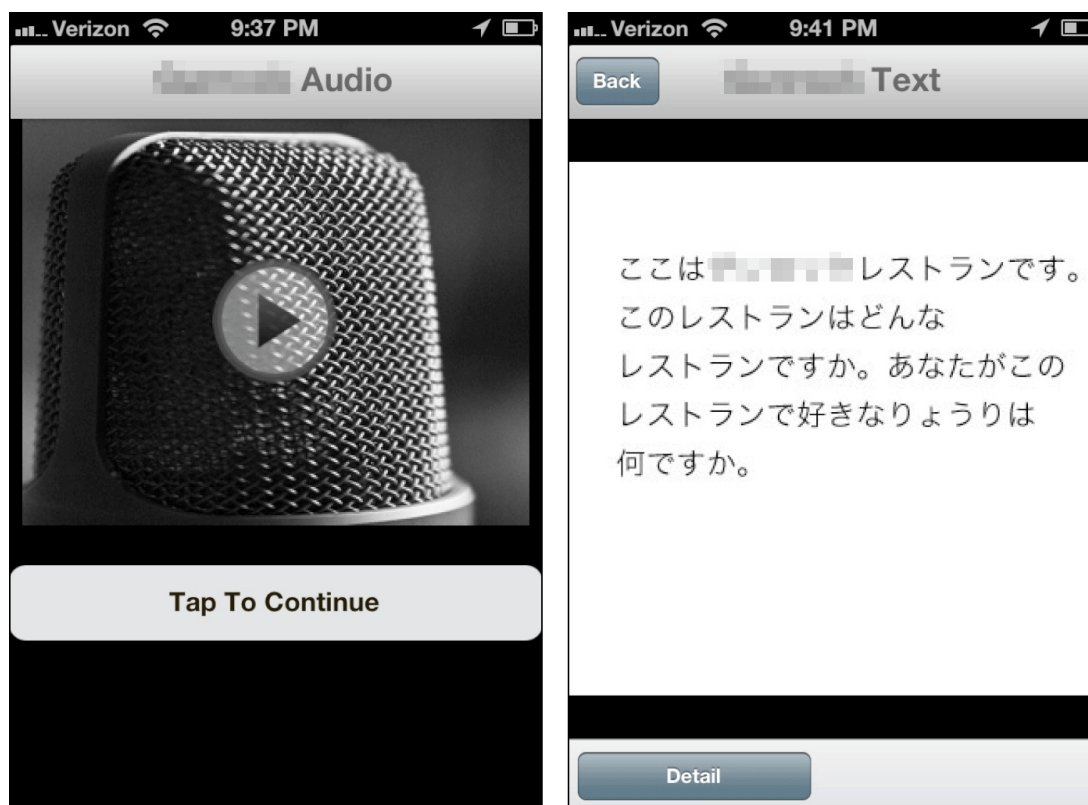 Verizon 9:37 PM
Audio
Tap To Continue
Verizon 9:41 PM
Back
Text
ここは レストランです。
このレストランはどんな
レストランですか。あなたがこの
レストランで好きなりょうりは
何ですか。
Detail